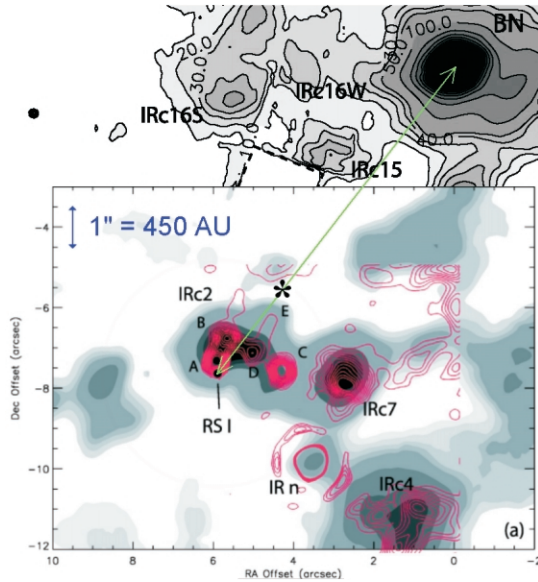 BN
20.0
100.0
50.0
30.0
IRc16W
IRc16S
40.0
IRc15
1" = 450 AU
-4
IRc2
-6
B
E
A
D
C
-8
IRc7
RS I
-10
IR n
IRc4
-12
(a)
10
8
6
4
2
0
-2
Dec Offset (arcsec)
RA Offset (arcsec)